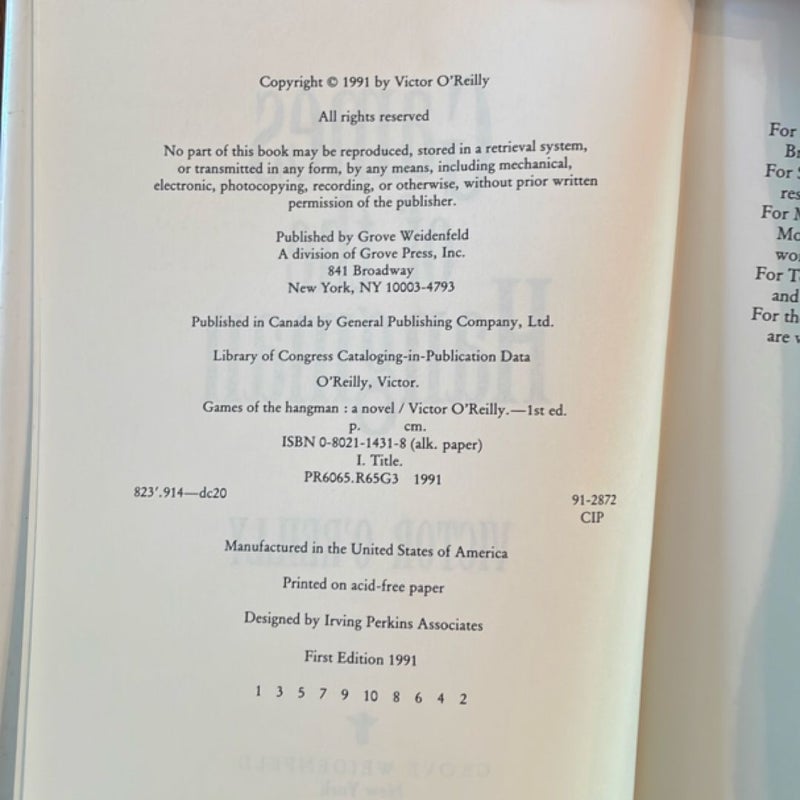 Copyright © 1991 by Victor O'Reilly
All rights reserved
No part of this book may be reproduced, stored in a retrieval system,
or transmitted in any form, by any means, including mechanical,
electronic, photocopying, recording, or otherwise, without prior written
permission of the publisher.
Published by Grove Weidenfeld
A division of Grove Press, Inc.
841 Broadway
New York, NY 10003-4793
Published in Canada by General Publishing Company, Ltd.
Library of Congress Cataloging-in-Publication Data
O'Reilly, Victor.
Games of the hangman : a novel / Victor O'Reilly.—1st ed.
p. cm.
ISBN 0-8021-1431-8 (alk. paper)
I. Title.
PR6065.R65G3 1991
823'.914—dc20
91-2872
CIP
Manufactured in the United States of America
Printed on acid-free paper
Designed by Irving Perkins Associates
First Edition 1991
1 3 5 7 9 10 8 6 4 2
For
For
For
For
and
For
are